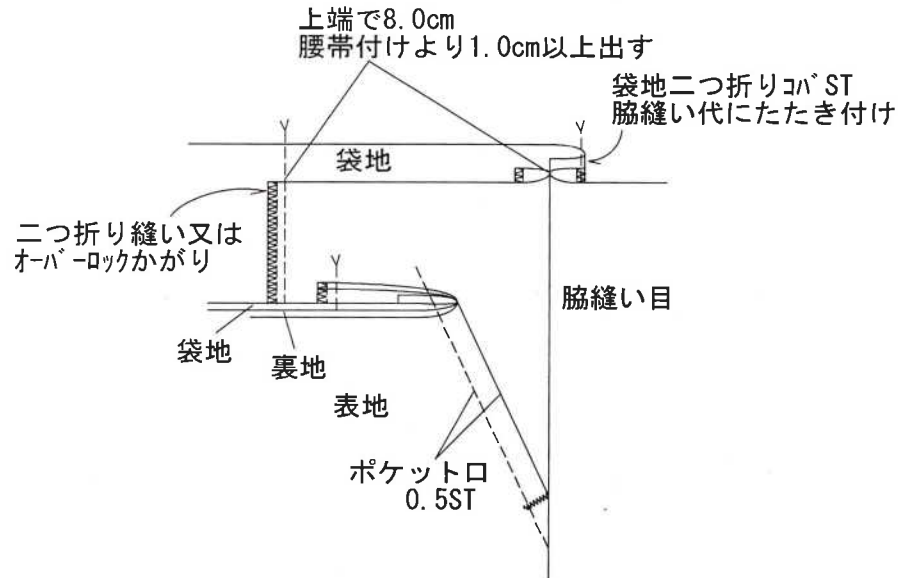 上端で8.0cm
腰帯付けより1.0cm以上出す
袋地二つ折りｺﾊﾞST
脇縫い代にたたき付け
袋地
二つ折り縫い又は
ｵｰﾊﾞｰﾛｯｸかがり
脇縫い目
袋地
裏地
表地
ポケット口
0.5ST